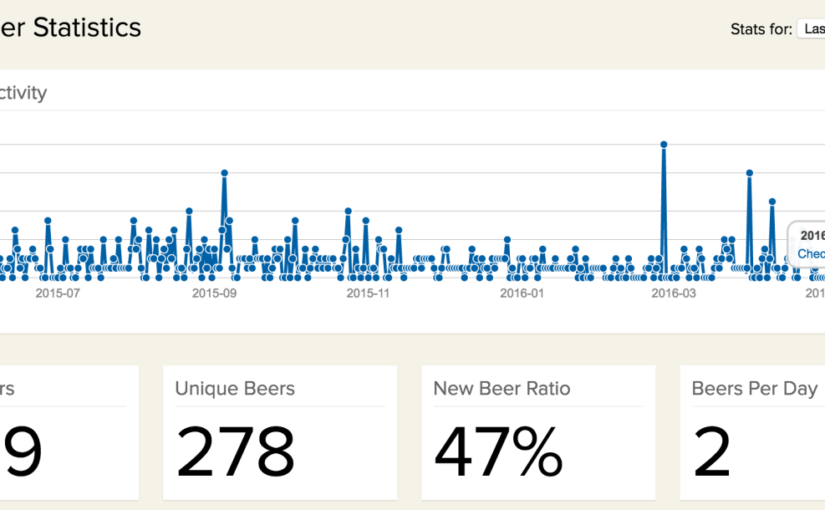 er Statistics
Stats for: Las
ctivity
2016
Chec
2015-07 2015-09 2015-11 2016-01 2016-03 201
rs Unique Beers New Beer Ratio Beers Per Day
9 278 47% 2